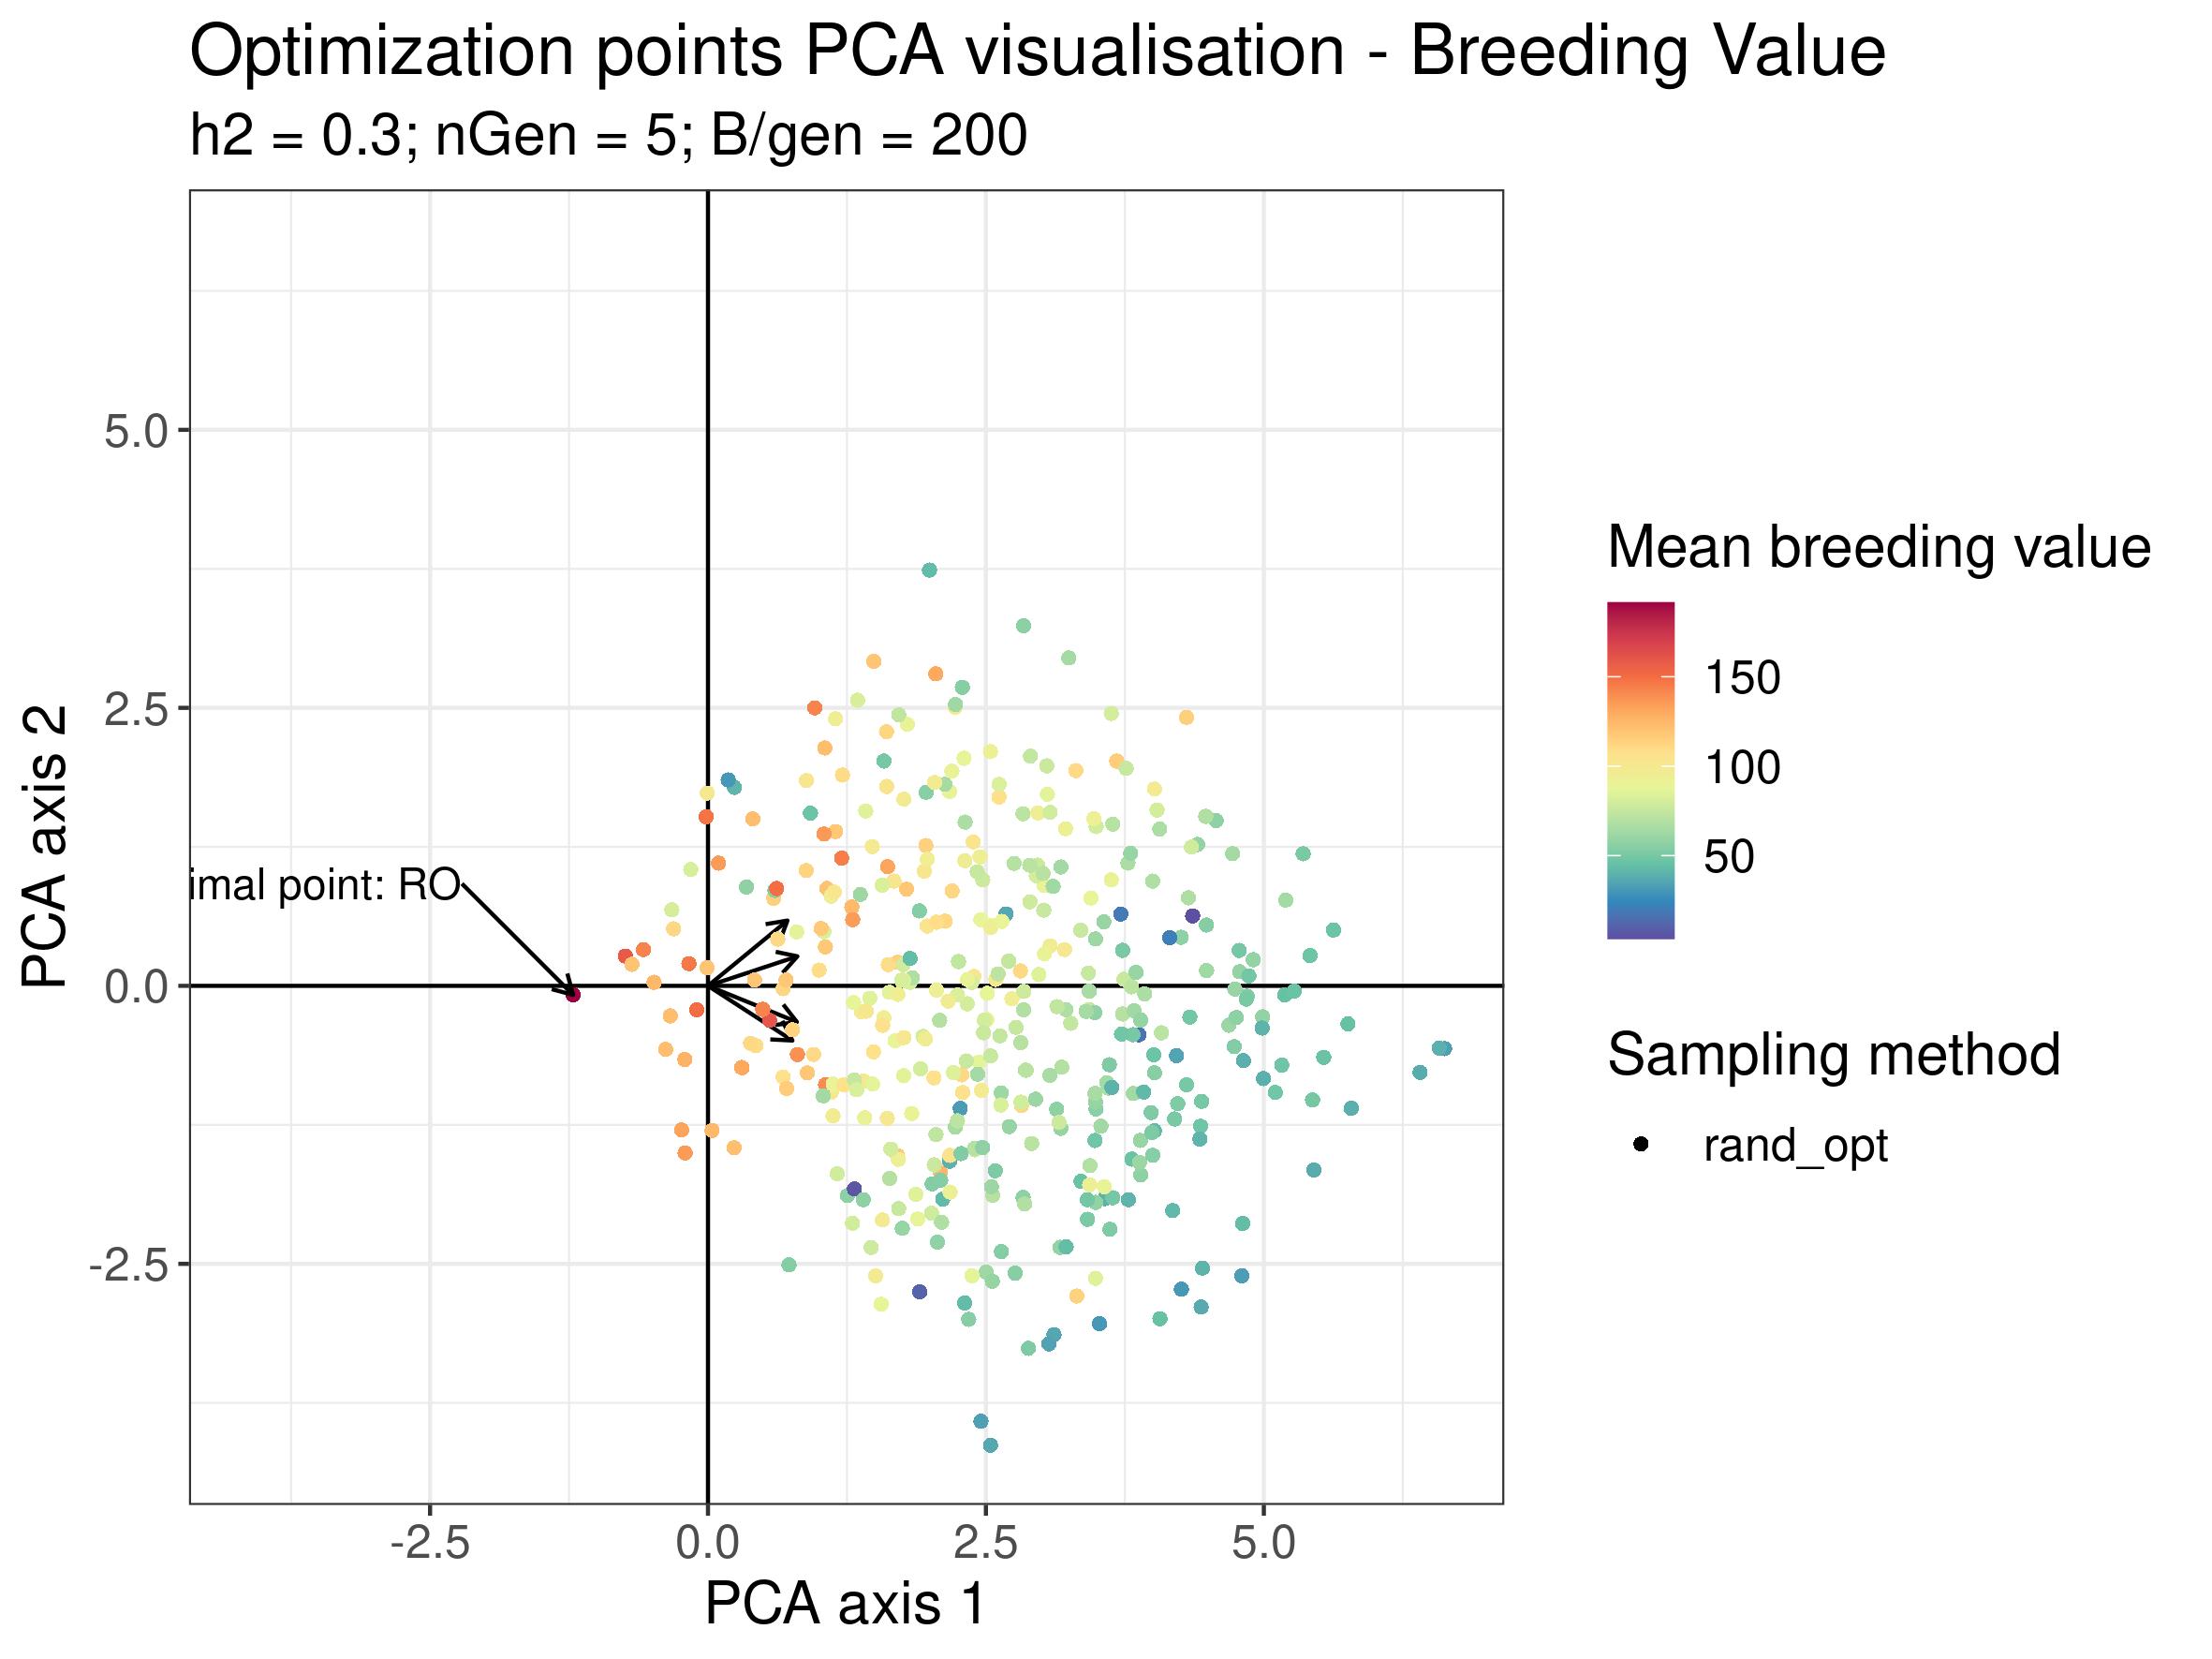 Optimization points PCA visualisation - Breeding Value
h2 = 0.3; nGen = 5; B/gen = 200
PCA axis 2
5.0
2.5
0.0
-2.5
imal point: RO
-2.5
0.0
2.5
5.0
PCA axis 1
Mean breeding value
150
100
50
Sampling method
rand_opt